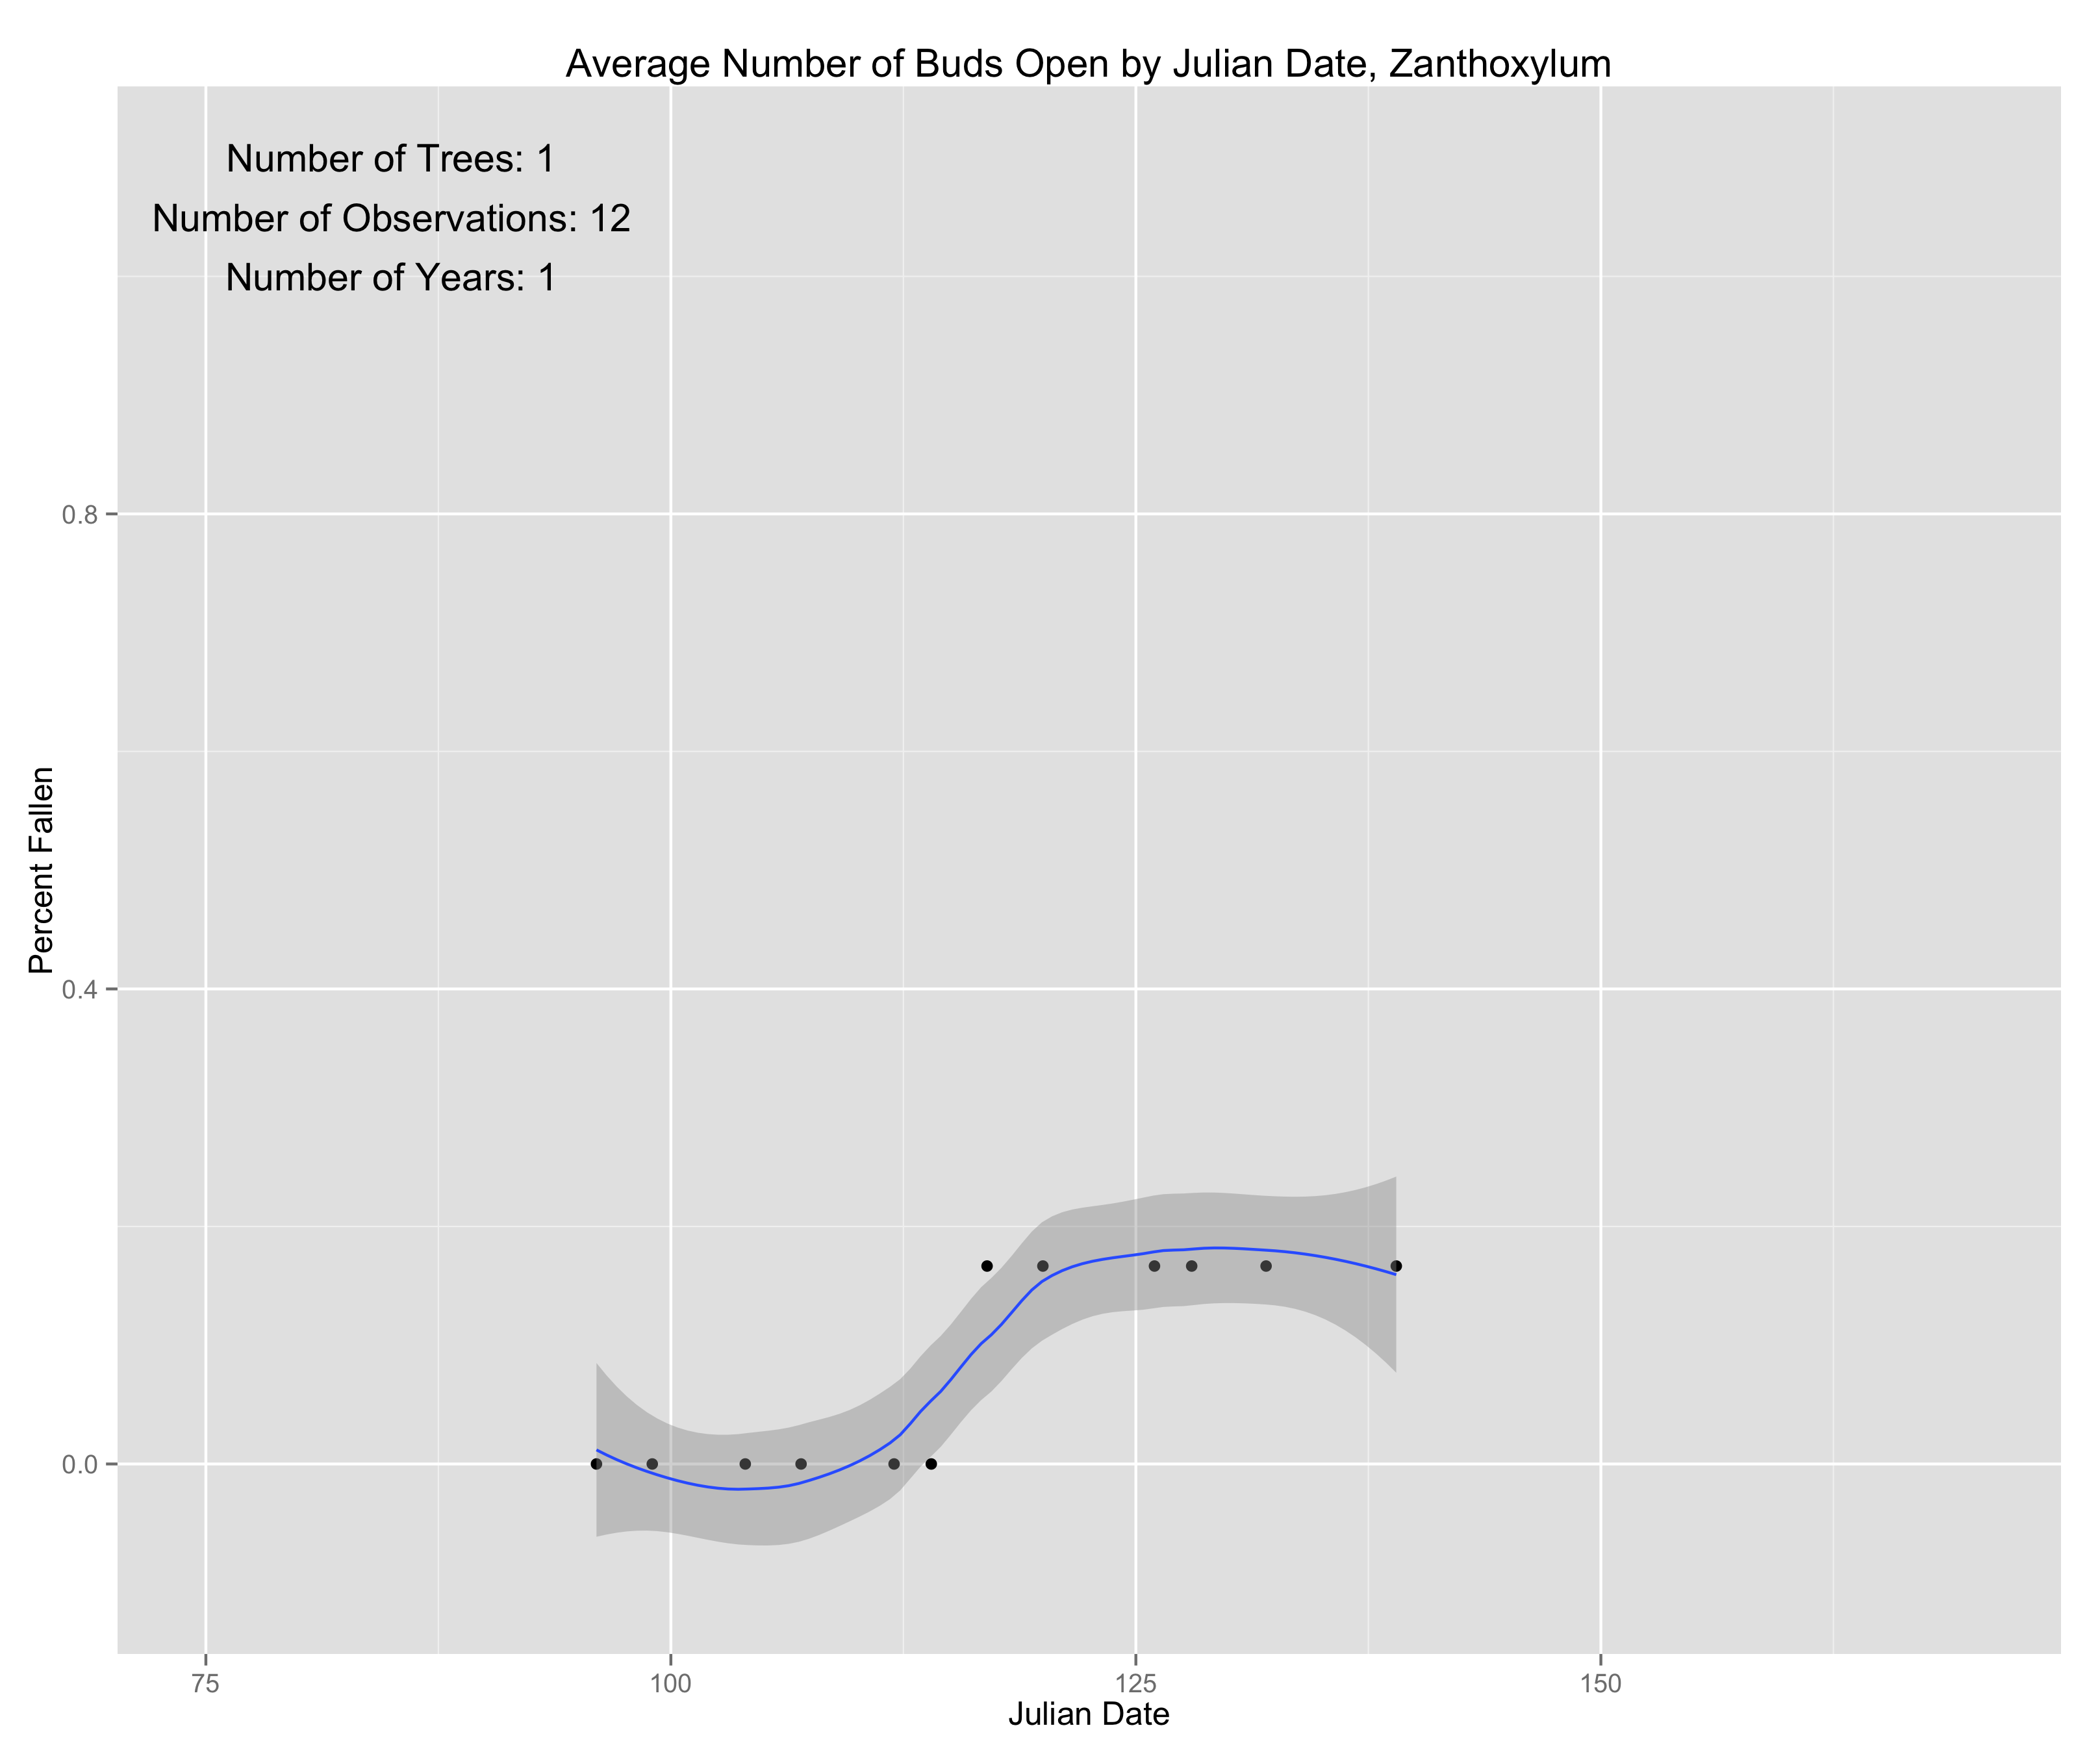 Average Number of Buds Open by Julian Date, Zanthoxylum
Number of Trees: 1
Number of Observations: 12
Number of Years: 1
0.8
0.4
0.0
Percent Fallen
75 100 125 150
Julian Date